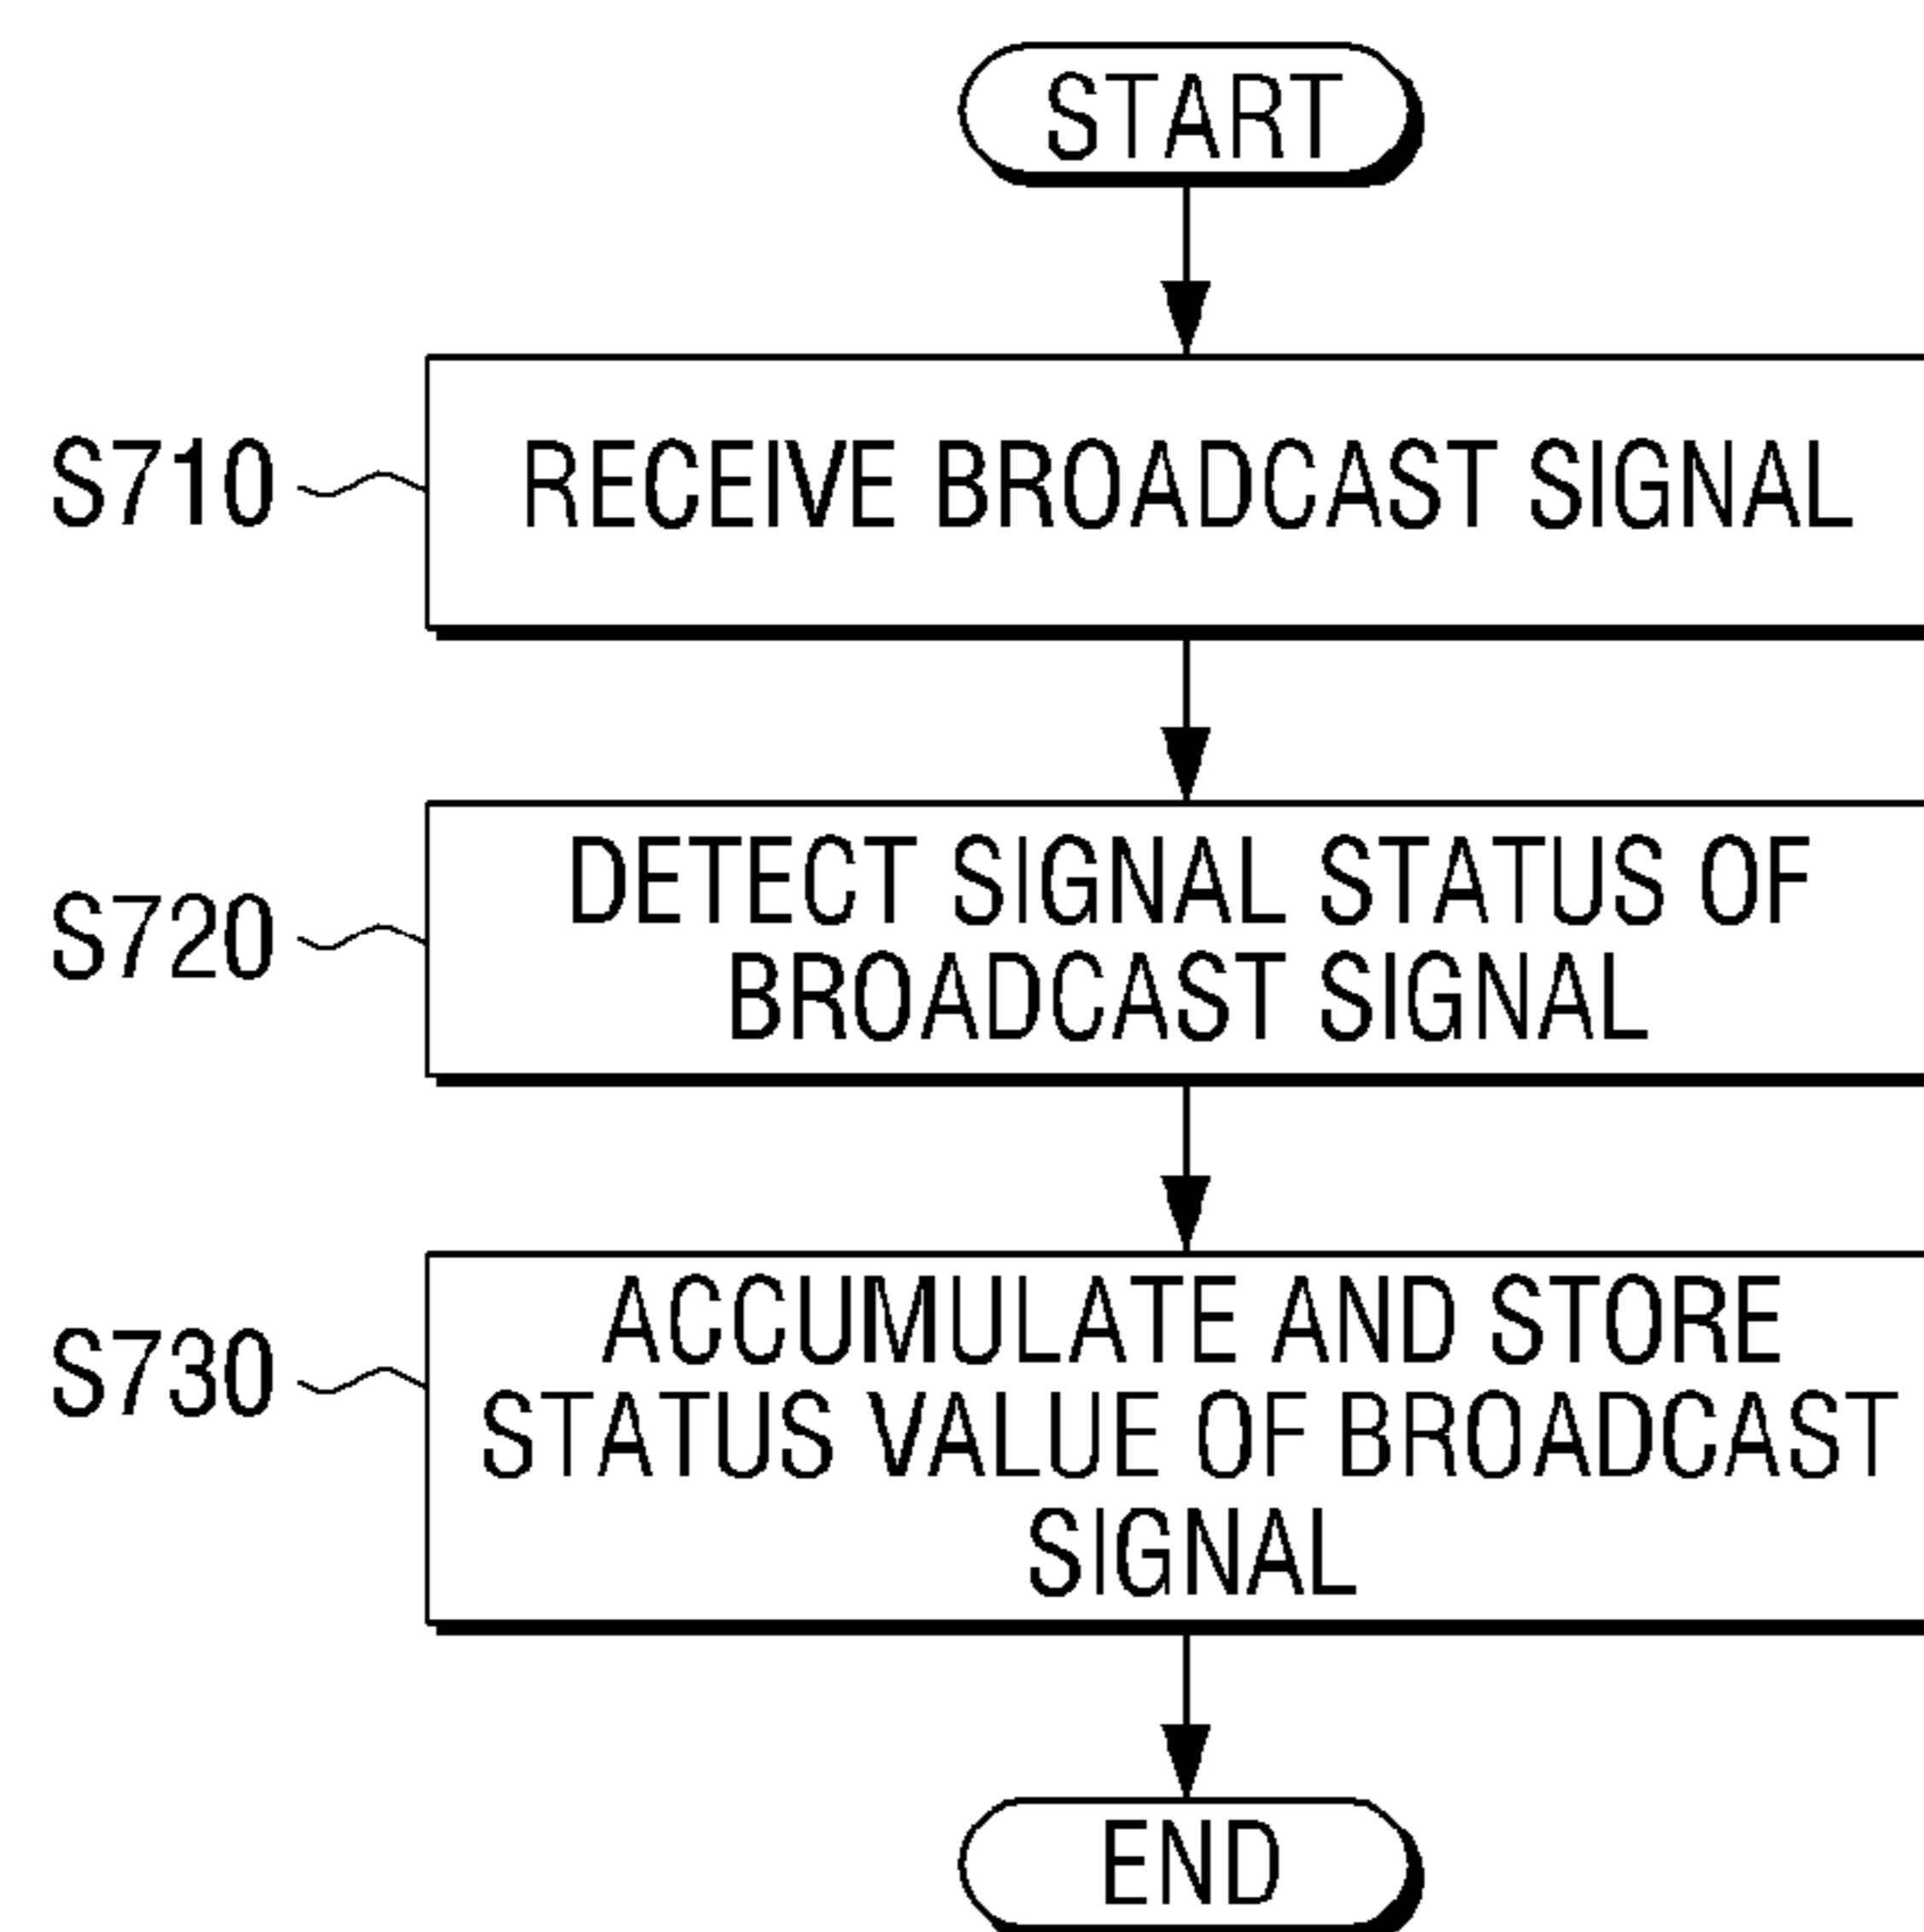 START
S710
RECEIVE BROADCAST SIGNAL
S720
DETECT SIGNAL STATUS OF
BROADCAST SIGNAL
S730
ACCUMULATE AND STORE
STATUS VALUE OF BROADCAST
SIGNAL
END